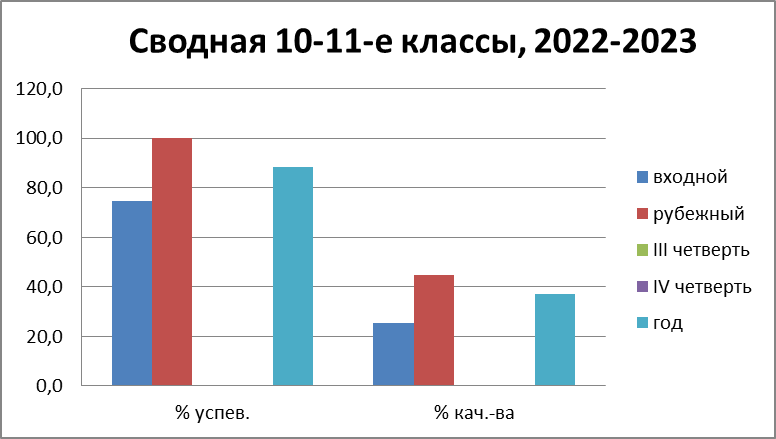 Сводная 10-11-е классы, 2022-2023
120,0
100,0
80,0
60,0
40,0
20,0
0,0
% успев.
% кач.-ва
входной
рубежный
III четверть
IV четверть
год